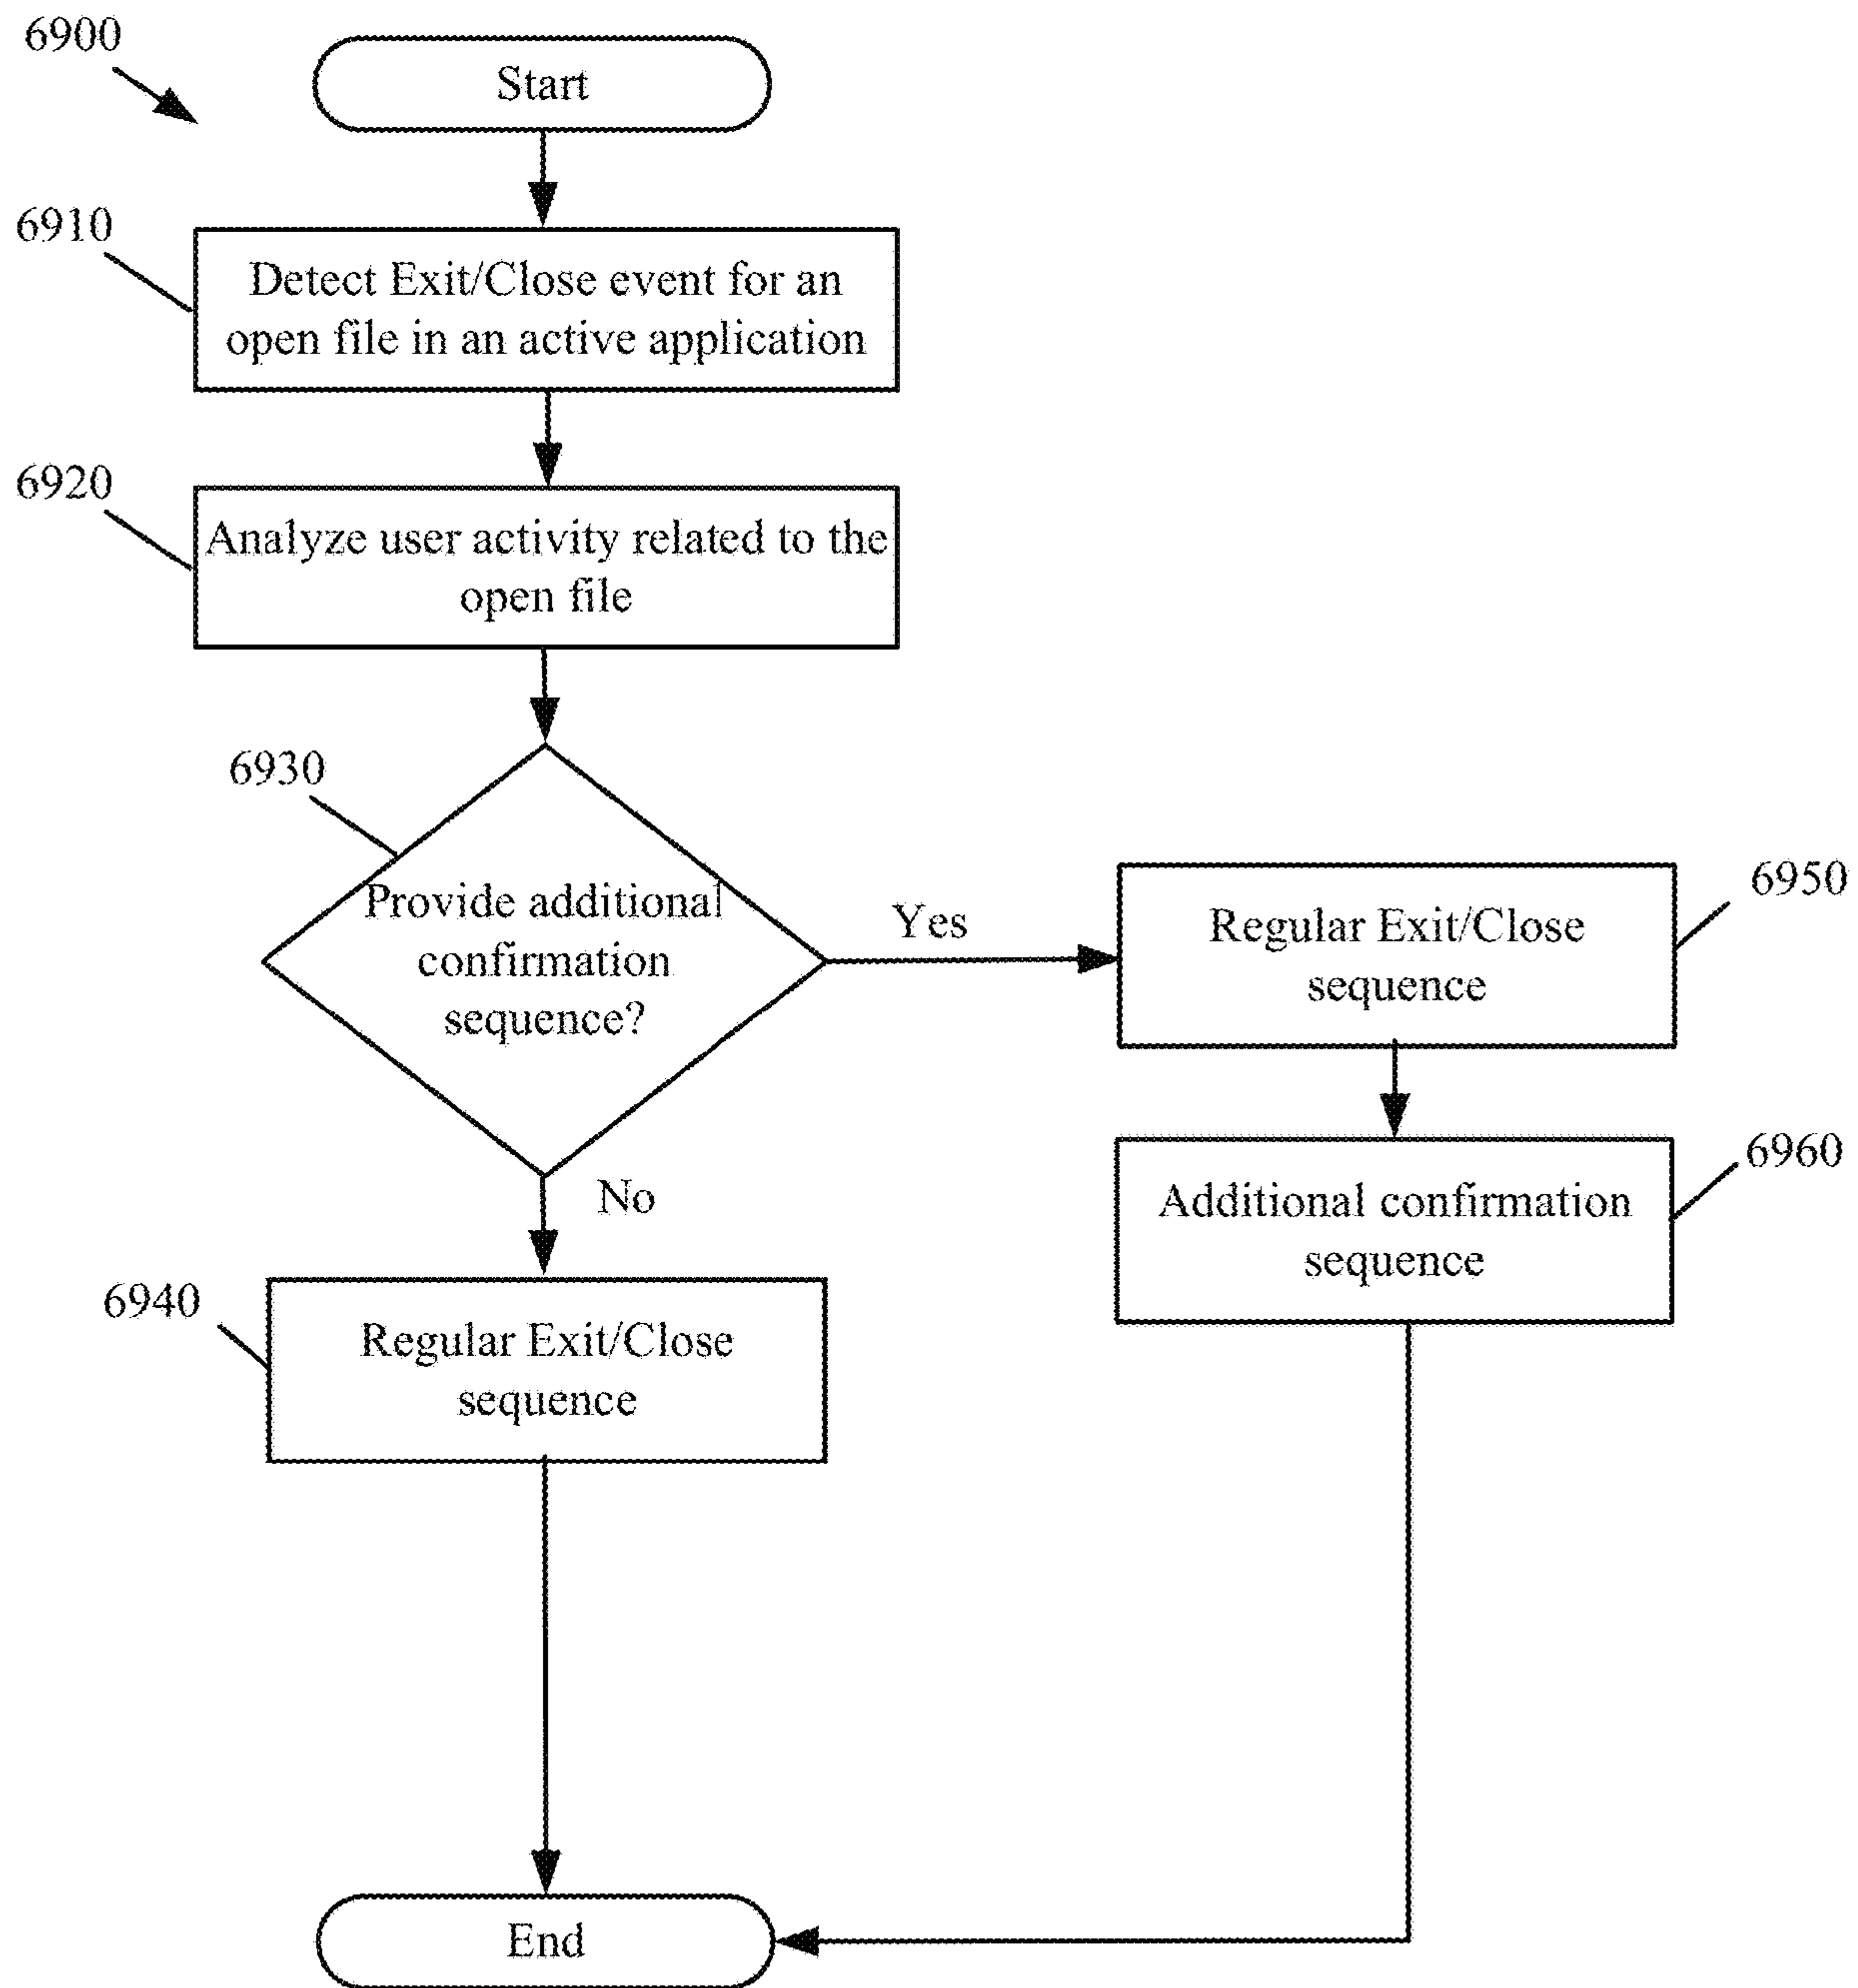 6900
Start
6910
Detect Exit/Close event for an
open file in an active application
6920
Analyze user activity related to the
open file
6930
Provide additional
confirmation
sequence?
Yes
6950
Regular Exit/Close
sequence
No
6960
Additional confirmation
sequence
6940
Regular Exit/Close
sequence
End